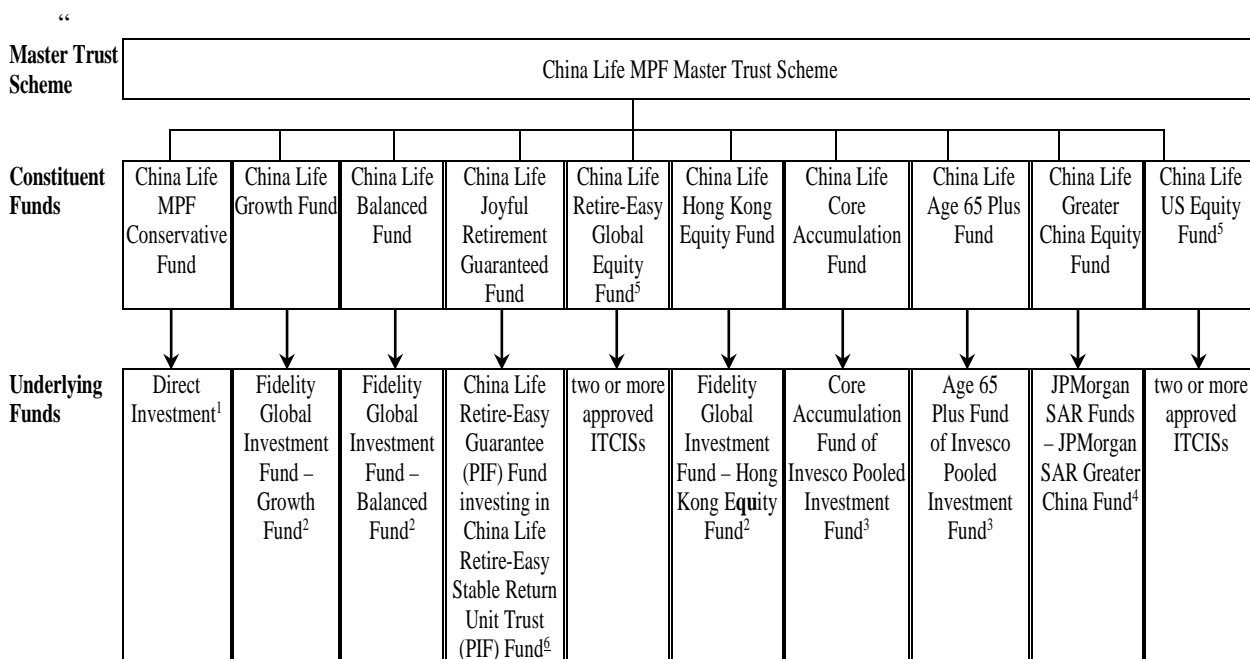 “
Master Trust
Scheme
China Life MPF Master Trust Scheme
Constituent
Funds
China Life
MPF
Conservative
Fund
China Life
Growth Fund
China Life
Balanced
Fund
China Life
Joyful
Retirement
Guaranteed
Fund
China Life
Retire-Easy
Global
Equity
Fund⁵
China Life
Hong Kong
Equity Fund
China Life
Core
Accumulation
Fund
China Life
Age 65 Plus
Fund
China Life
Greater
China Equity
Fund
China Life
US Equity
Fund⁵
Underlying
Funds
Direct
Investment¹
Fidelity
Global
Investment
Fund –
Growth
Fund²
Fidelity
Global
Investment
Fund –
Balanced
Fund²
China Life
Retire-Easy
Guarantee
(PIF) Fund
investing in
China Life
Retire-Easy
Stable Return
Unit Trust
(PIF) Fund⁶
two or more
approved
ITCISs
Fidelity
Global
Investment
Fund – Hong
Kong Equity
Fund²
Core
Accumulation
Fund of
Invesco Pooled
Investment
Fund³
Age 65
Plus Fund
of Invesco
Pooled
Investment
Fund³
JPMorgan
SAR Funds
– JPMorgan
SAR Greater
China Fund⁴
two or more
approved
ITCISs